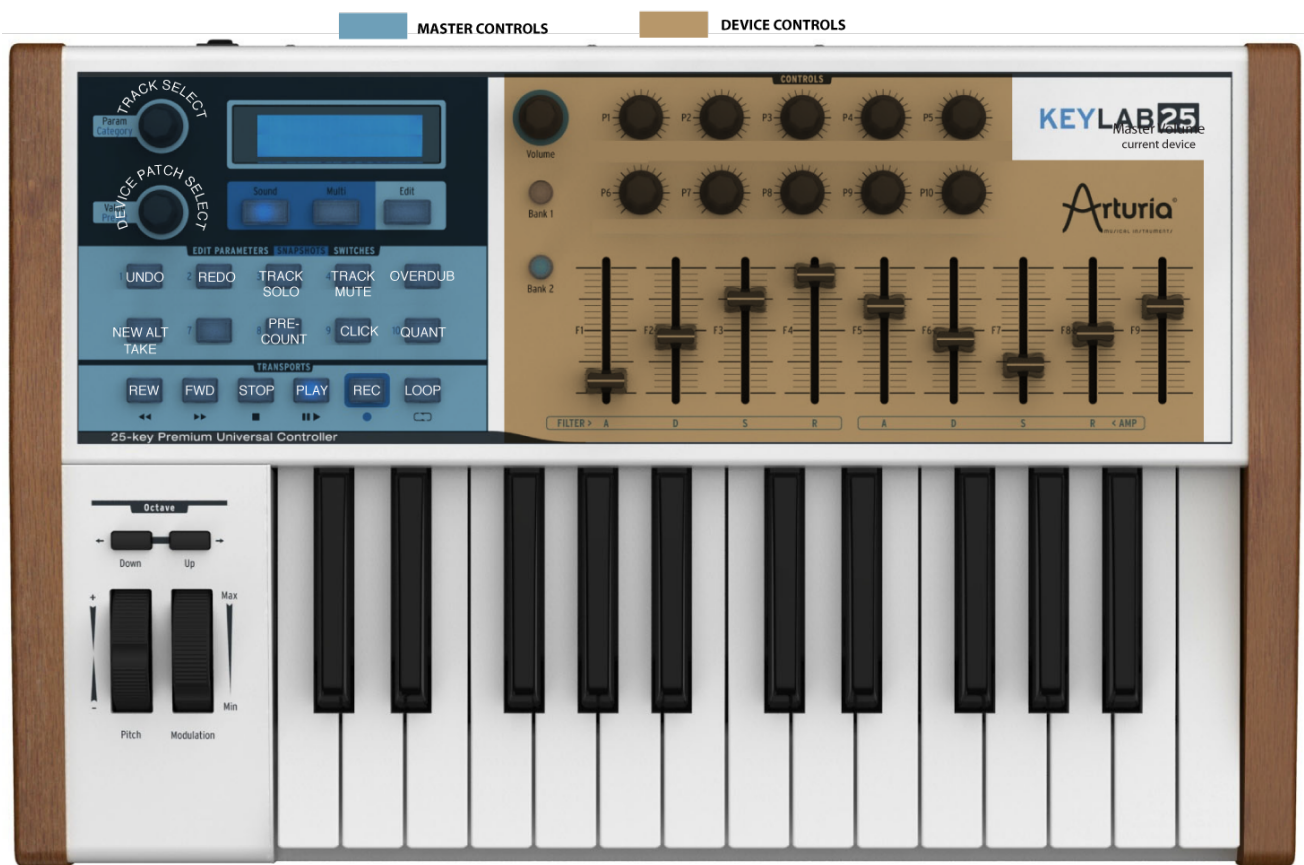 MASTER CONTROLS
DEVICE CONTROLS
TRACK SELECT
Param
Category
DEVICE PATCH SELECT
Sound
Multi
Edit
EDIT PARAMETERS SNAPSHOTS SWITCHES
1 UNDO
2 REDO
TRACK
SOLO
4 TRACK
MUTE
OVERDUB
NEW ALT
TAKE
7
8 PRE-
COUNT
9 CLICK
10 QUANT
TRANSPORTS
REW
FWD
STOP
PLAY
REC
LOOP
25-key Premium Universal Controller
CONTROLS
Volume
Bank 1
Bank 2
P1
P2
P3
P4
P5
P6
P7
P8
P9
P10
F1
F2
F3
F4
F5
F6
F7
F8
F9
FILTER > A D S R
A D S R < AMP
KEYLAB 25
Master Volume
current device
Arturia
MUSICAL INSTRUMENTS
Octave
Down
Up
+
-
Max
Min
Pitch
Modulation